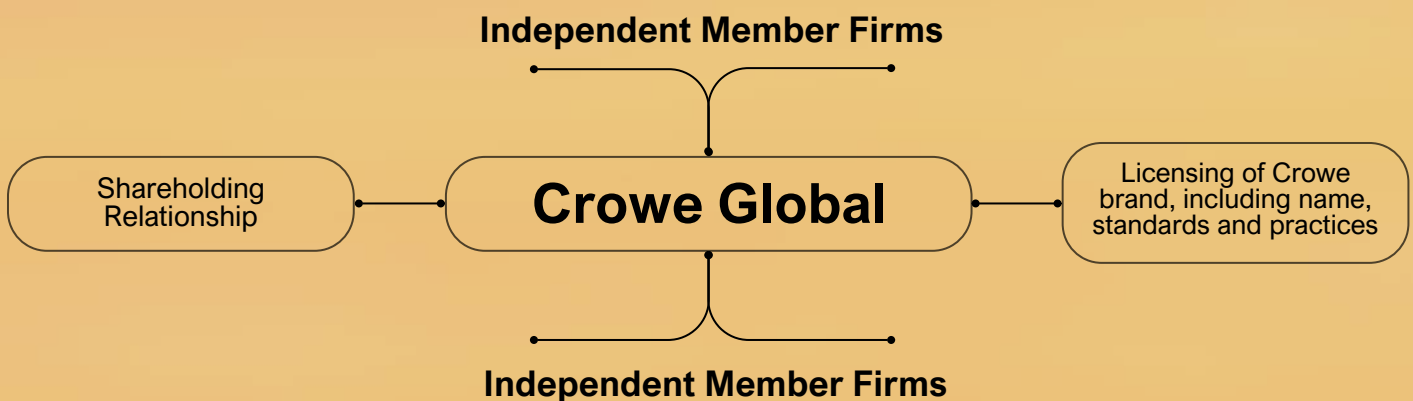 Independent Member Firms
Shareholding
Relationship
Crowe Global
Licensing of Crowe
brand, including name,
standards and practices
Independent Member Firms